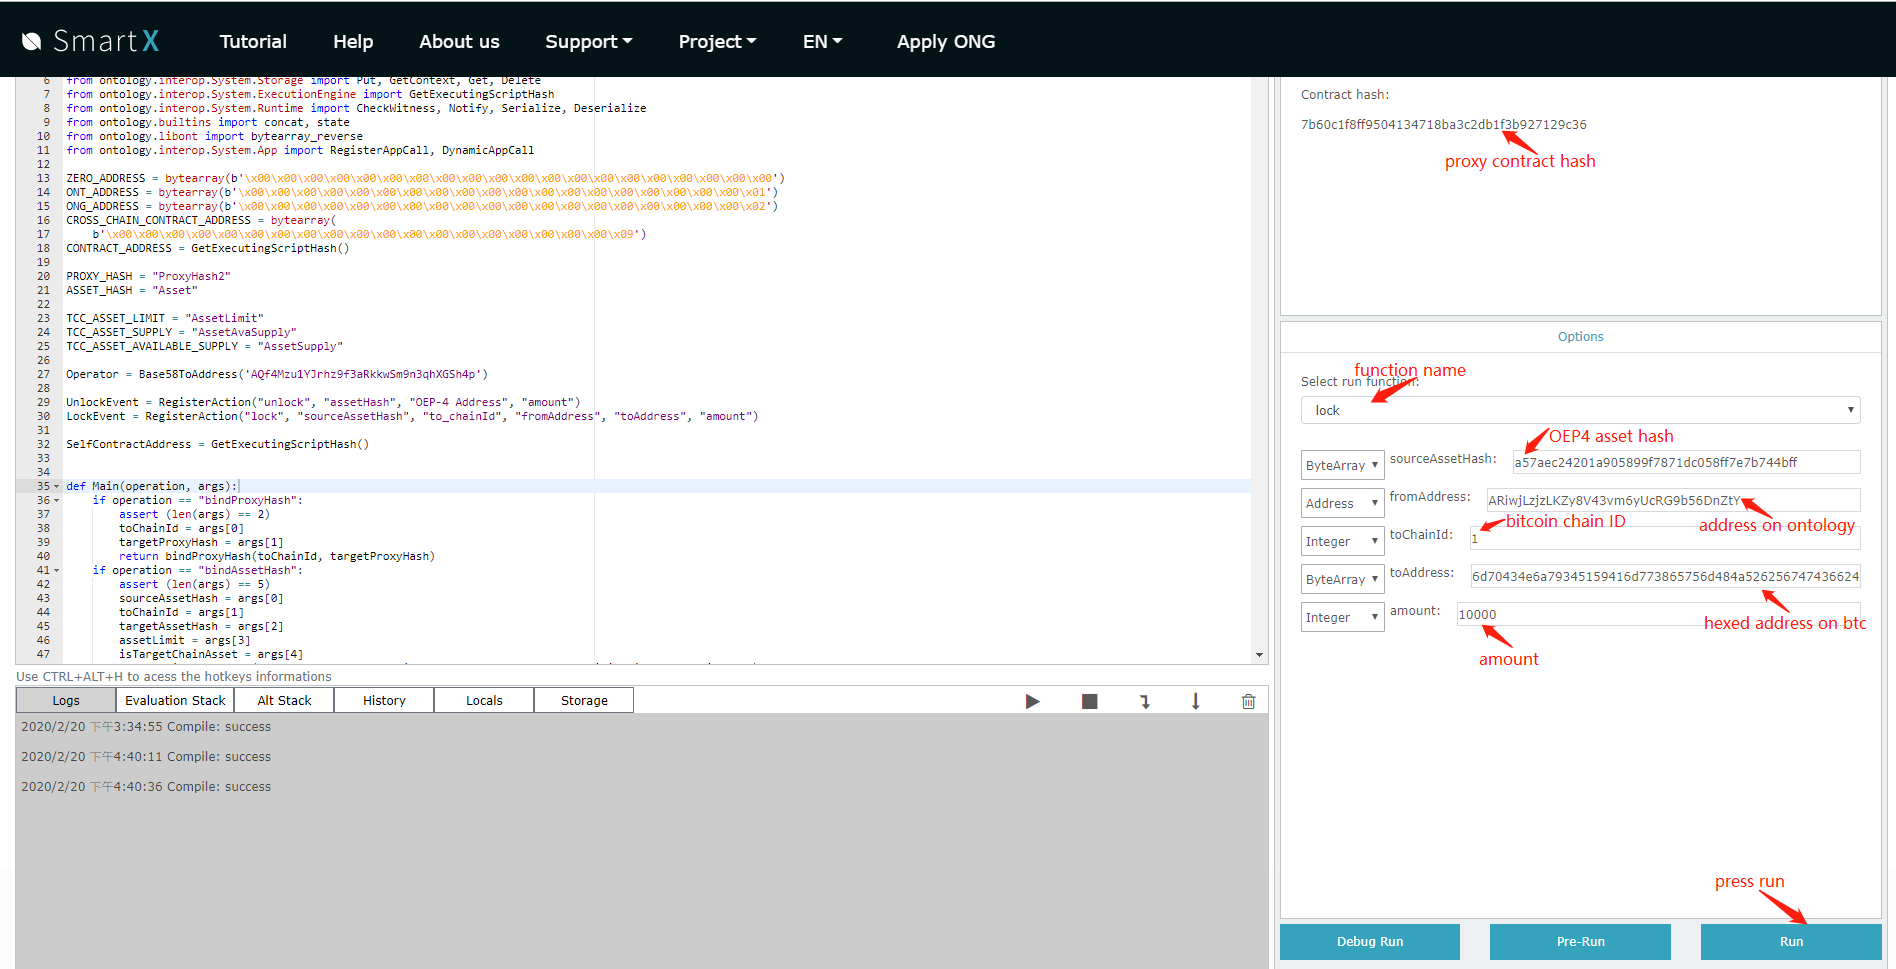 SmartX Tutorial Help About us Support Project EN Apply ONG
6 from ontology.interop.System.Storage import Put, GetContext, Get, Delete
7 from ontology.interop.System.ExecutionEngine import GetExecutingScriptHash
8 from ontology.interop.System.Runtime import CheckWitness, Notify, Serialize, Deserialize
9 from ontology.builtins import concat, state
10 from ontology.libont import bytearray_reverse
11 from ontology.interop.System.App import RegisterAppCall, DynamicAppCall
12
13 ZERO_ADDRESS = bytearray(b'\x00\x00\x00\x00\x00\x00\x00\x00\x00\x00\x00\x00\x00\x00\x00\x00\x00\x00\x00\x00')
14 ONT_ADDRESS = bytearray(b'\x00\x00\x00\x00\x00\x00\x00\x00\x00\x00\x00\x00\x00\x00\x00\x00\x00\x00\x00\x01')
15 ONG_ADDRESS = bytearray(b'\x00\x00\x00\x00\x00\x00\x00\x00\x00\x00\x00\x00\x00\x00\x00\x00\x00\x00\x00\x02')
16 CROSS_CHAIN_CONTRACT_ADDRESS = bytearray(
17 b'\x00\x00\x00\x00\x00\x00\x00\x00\x00\x00\x00\x00\x00\x00\x00\x00\x00\x00\x00\x09')
18 CONTRACT_ADDRESS = GetExecutingScriptHash()
19
20 PROXY_HASH = "ProxyHash2"
21 ASSET_HASH = "Asset"
22
23 TCC_ASSET_LIMIT = "AssetLimit"
24 TCC_ASSET_SUPPLY = "AssetAvaSupply"
25 TCC_ASSET_AVAILABLE_SUPPLY = "AssetSupply"
26
27 Operator = Base58ToAddress('AQf4Mzu1YJrhz9f3aRkkwSm9n3qhXGSh4p')
28
29 UnlockEvent = RegisterAction("unlock", "assetHash", "OEP-4 Address", "amount")
30 LockEvent = RegisterAction("lock", "sourceAssetHash", "to_chainId", "fromAddress", "toAddress", "amount")
31
32 SelfContractAddress = GetExecutingScriptHash()
33
34
35 def Main(operation, args):
36 if operation == "bindProxyHash":
37 assert (len(args) == 2)
38 toChainId = args[0]
39 targetProxyHash = args[1]
40 return bindProxyHash(toChainId, targetProxyHash)
41 if operation == "bindAssetHash":
42 assert (len(args) == 5)
43 sourceAssetHash = args[0]
44 toChainId = args[1]
45 targetAssetHash = args[2]
46 assetLimit = args[3]
47 isTargetChainAsset = args[4]
Use CTRL+ALT+H to acess the hotkeys informations
Logs Evaluation Stack Alt Stack History Locals Storage
2020/2/20 下午3:34:55 Compile: success
2020/2/20 下午4:40:11 Compile: success
2020/2/20 下午4:40:36 Compile: success
Contract hash:
7b60c1f8ff9504134718ba3c2db1f3b927129c36
proxy contract hash
Options
function name
Select run function:
lock
OEP4 asset hash
ByteArray sourceAssetHash: a57aec24201a905899f7871dc058ff7e7b744bff
Address fromAddress: ARiwjLzjzLKZy8V43vm6yUcRG9b56DnZtY
bitcoin chain ID address on ontology
Integer toChainId: 1
ByteArray toAddress: 6d70434e6a79345159416d773865756d484a526256747436624
Integer amount: 10000
hexed address on btc
amount
press run
Debug Run Pre-Run Run